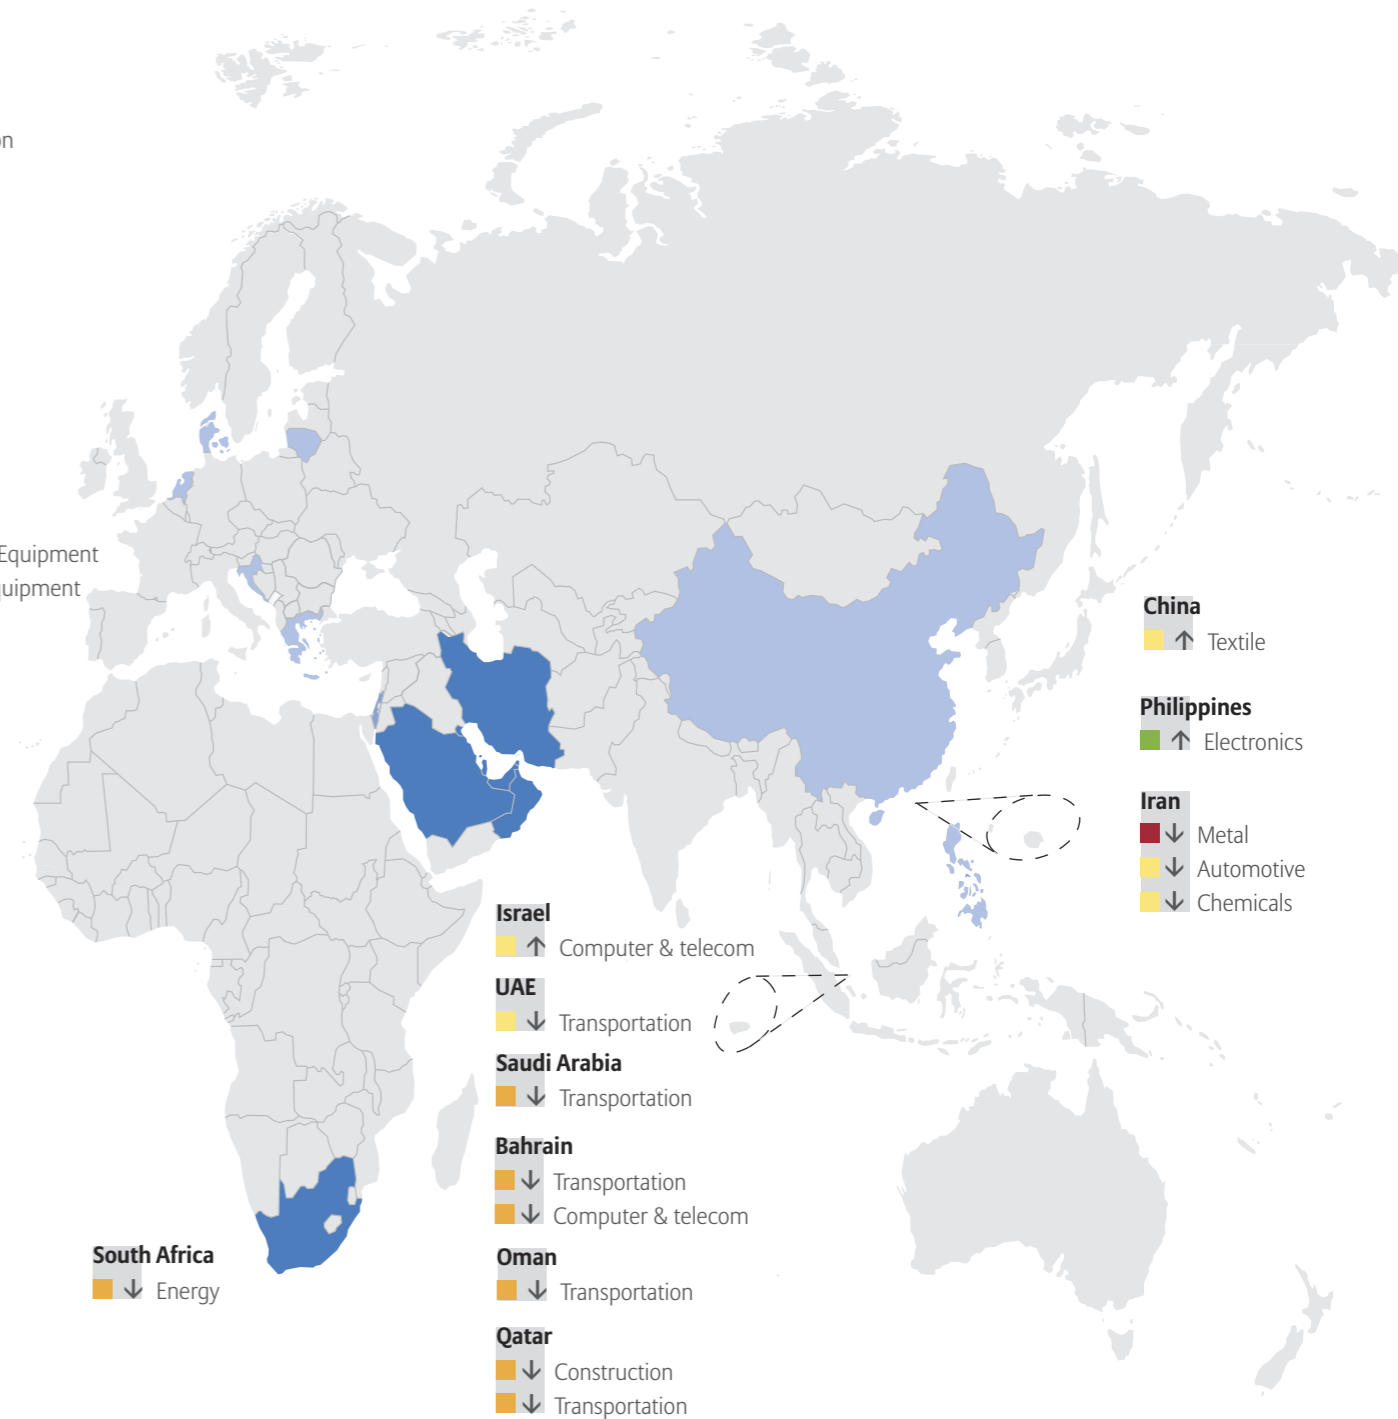 on
Equipment
quipment
China
Textile
Philippines
Electronics
Iran
Metal
Automotive
Chemicals
Israel
Computer & telecom
UAE
Transportation
Saudi Arabia
Transportation
Bahrain
Transportation
Computer & telecom
Oman
Transportation
Qatar
Construction
Transportation
South Africa
Energy